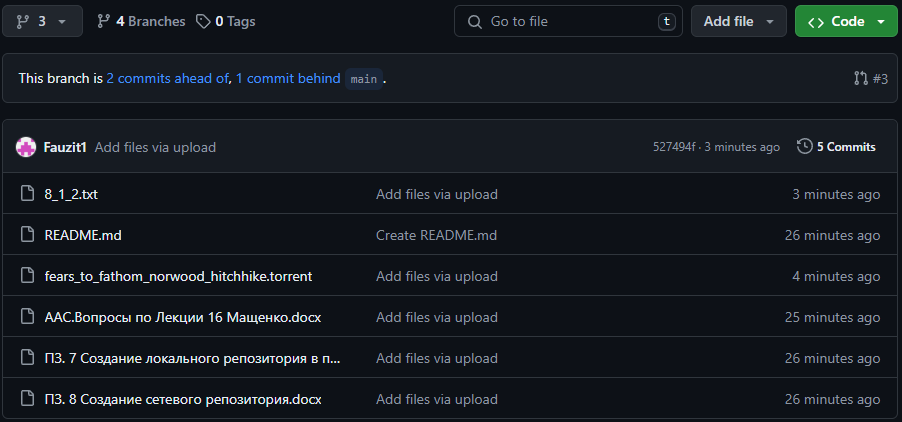 3 4 Branches 0 Tags Go to file t Add file Code
This branch is 2 commits ahead of, 1 commit behind main. #3
Fauzit1 Add files via upload 527494f · 3 minutes ago 5 Commits
8_1_2.txt Add files via upload 3 minutes ago
README.md Create README.md 26 minutes ago
fears_to_fathom_norwood_hitchhike.torrent Add files via upload 4 minutes ago
ААС.Вопросы по Лекции 16 Мащенко.docx Add files via upload 25 minutes ago
ПЗ. 7 Создание локального репозитория в п... Add files via upload 26 minutes ago
ПЗ. 8 Создание сетевого репозитория.docx Add files via upload 26 minutes ago